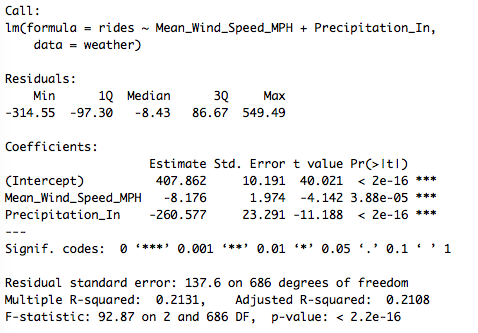 Call:
lm(formula = rides ~ Mean_Wind_Speed_MPH + Precipitation_In,
    data = weather)

Residuals:
    Min      1Q  Median      3Q     Max
-314.55  -97.30   -8.43   86.67  549.49

Coefficients:
                    Estimate Std. Error t value Pr(>|t|)
(Intercept)          407.862     10.191  40.021  < 2e-16 ***
Mean_Wind_Speed_MPH   -8.176      1.974  -4.142 3.88e-05 ***
Precipitation_In    -260.577     23.291 -11.188  < 2e-16 ***
---
Signif. codes:  0 ‘***’ 0.001 ‘**’ 0.01 ‘*’ 0.05 ‘.’ 0.1 ‘ ’ 1

Residual standard error: 137.6 on 686 degrees of freedom
Multiple R-squared:  0.2131,    Adjusted R-squared:  0.2108
F-statistic: 92.87 on 2 and 686 DF,  p-value: < 2.2e-16